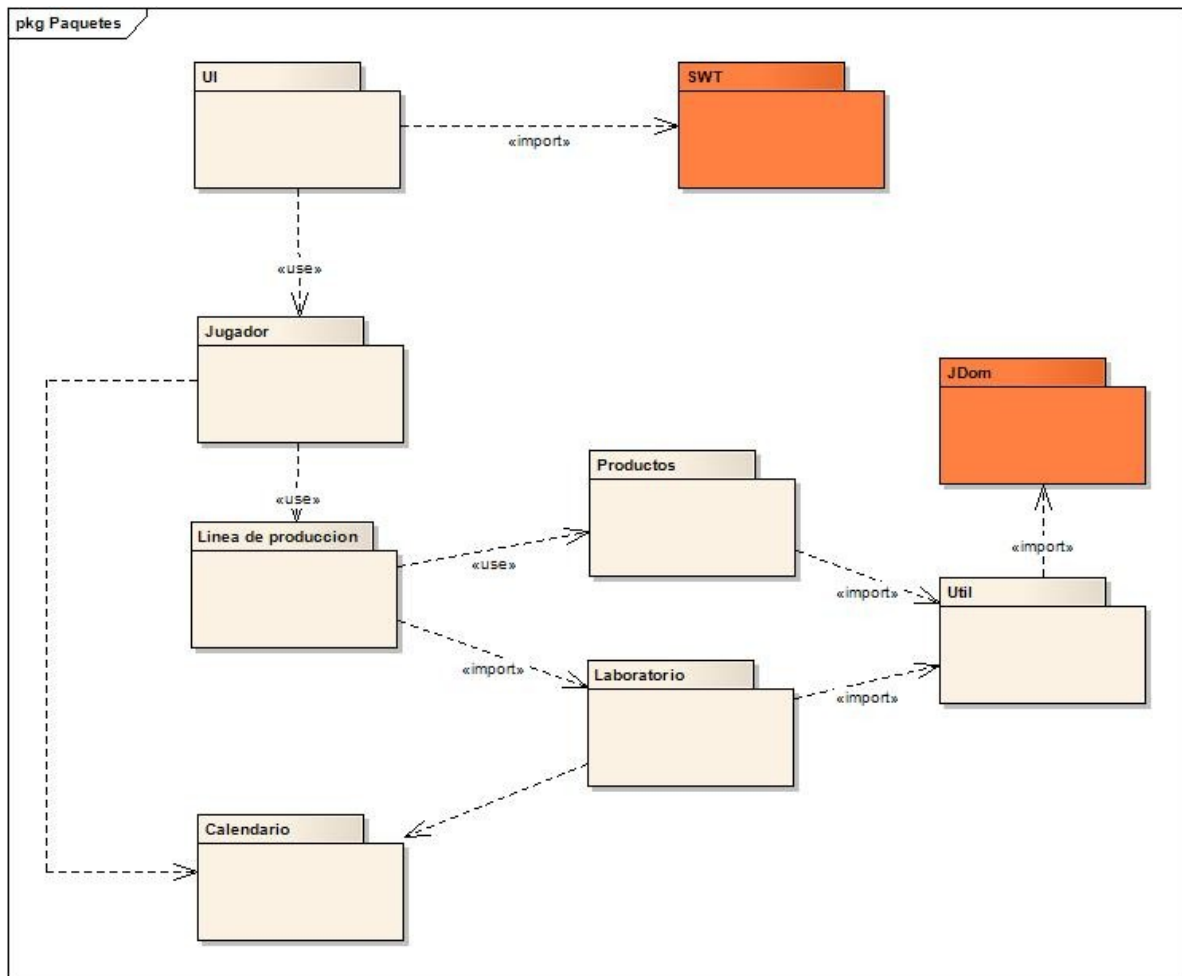 pkg Paquetes
UI
SWT
«import»
«use»
Jugador
JDom
Productos
«use»
Linea de produccion
«use»
«import»
«import»
Util
«import»
Laboratorio
«import»
Calendario